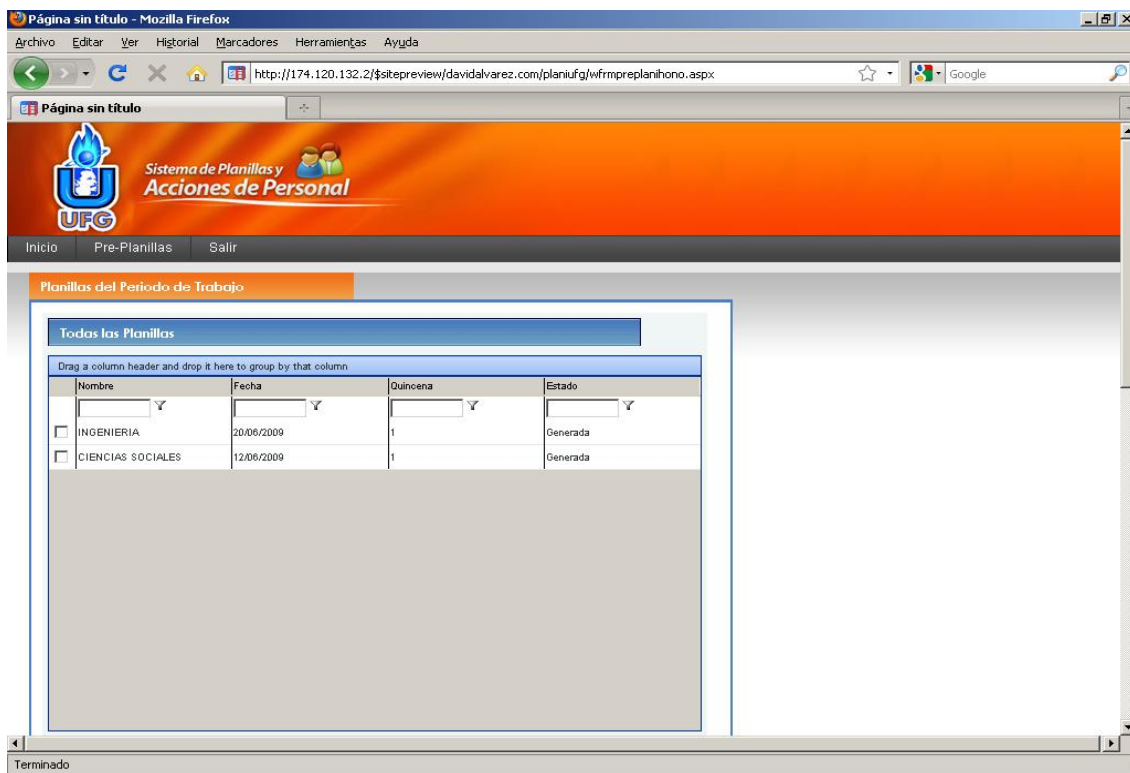 Página sin título - Mozilla Firefox
Archivo Editar Ver Historial Marcadores Herramientas Ayuda
http://174.120.132.2/$sitepreview/davidalvarez.com/planiufg/wfrmpreplanihono.aspx Google
Página sin título
Sistema de Planillas y
Acciones de Personal
UFG
Inicio Pre-Planillas Salir
Planillas del Periodo de Trabajo
Todas las Planillas
Drag a column header and drop it here to group by that column
Nombre Fecha Quincena Estado
INGENIERIA 20/06/2009 1 Generada
CIENCIAS SOCIALES 12/06/2009 1 Generada
Terminado